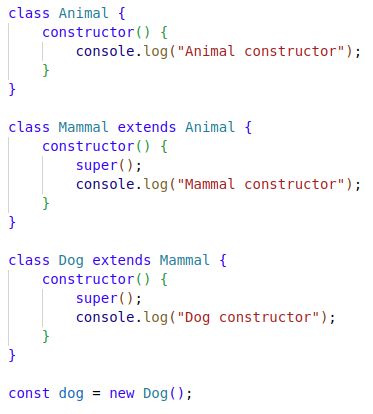 class Animal {
    constructor() {
        console.log("Animal constructor");
    }
}

class Mammal extends Animal {
    constructor() {
        super();
        console.log("Mammal constructor");
    }
}

class Dog extends Mammal {
    constructor() {
        super();
        console.log("Dog constructor");
    }
}

const dog = new Dog();